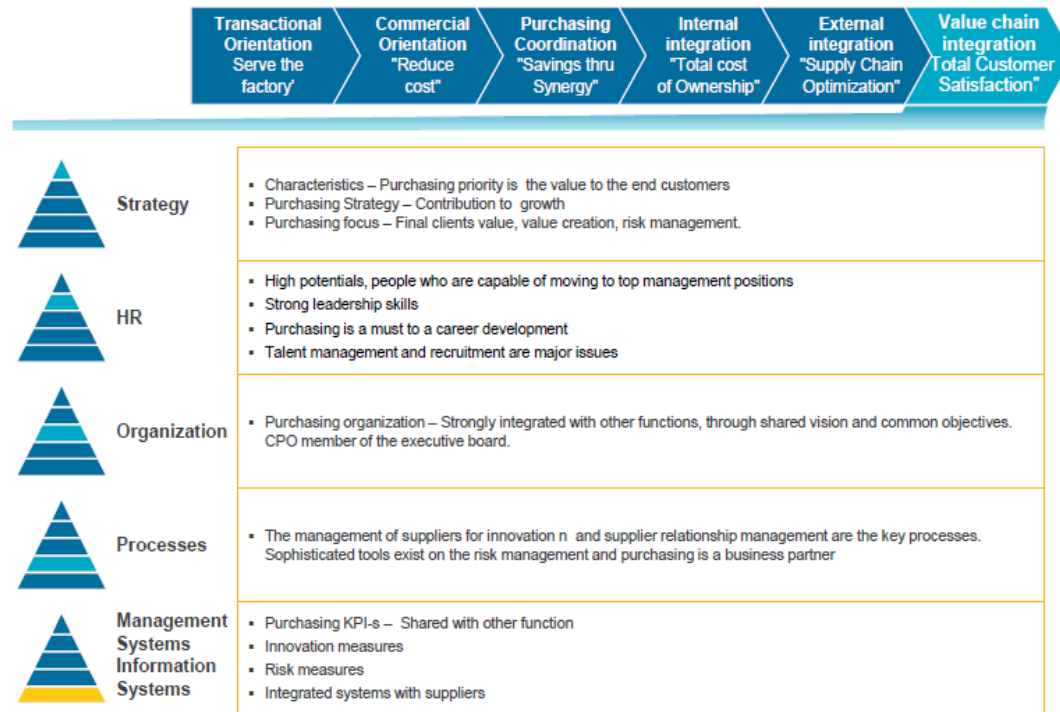 Transactional
Orientation
Serve the
factory'
Commercial
Orientation
"Reduce
cost"
Purchasing
Coordination
"Savings thru
Synergy"
Internal
integration
"Total cost
of Ownership"
External
integration
"Supply Chain
Optimization"
Value chain
integration
Total Customer
Satisfaction"
Strategy
▪ Characteristics – Purchasing priority is the value to the end customers
▪ Purchasing Strategy – Contribution to growth
▪ Purchasing focus – Final clients value, value creation, risk management.
HR
▪ High potentials, people who are capable of moving to top management positions
▪ Strong leadership skills
▪ Purchasing is a must to a career development
▪ Talent management and recruitment are major issues
Organization
▪ Purchasing organization – Strongly integrated with other functions, through shared vision and common objectives.
CPO member of the executive board.
Processes
▪ The management of suppliers for innovation n and supplier relationship management are the key processes.
Sophisticated tools exist on the risk management and purchasing is a business partner
Management
Systems
Information
Systems
▪ Purchasing KPI-s – Shared with other function
▪ Innovation measures
▪ Risk measures
▪ Integrated systems with suppliers